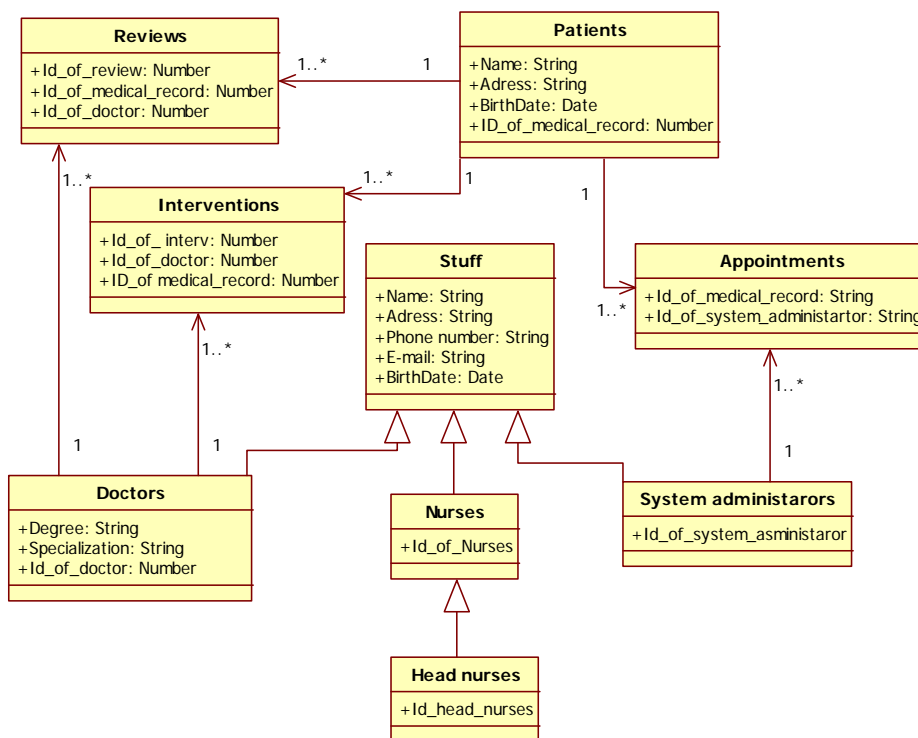 Reviews
+Id_of_review: Number
+Id_of_medical_record: Number
+Id_of_doctor: Number
Patients
+Name: String
+Adress: String
+BirthDate: Date
+ID_of_medical_record: Number
1..*
1
1..*
1
1
1..*
Interventions
+Id_of_ interv: Number
+Id_of_doctor: Number
+ID_of medical_record: Number
Stuff
+Name: String
+Adress: String
+Phone number: String
+E-mail: String
+BirthDate: Date
Appointments
+Id_of_medical_record: String
+Id_of_system_administartor: String
1..*
1..*
1..*
1
1
1
Doctors
+Degree: String
+Specialization: String
+Id_of_doctor: Number
Nurses
+Id_of_Nurses
System administarors
+Id_of_system_asministaror
Head nurses
+Id_head_nurses